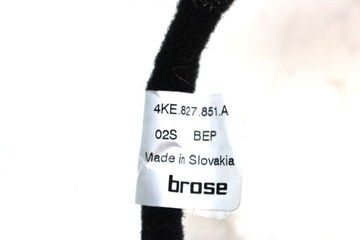 4KE.827.851.A
02S BEP
Made in Slovakia
brose